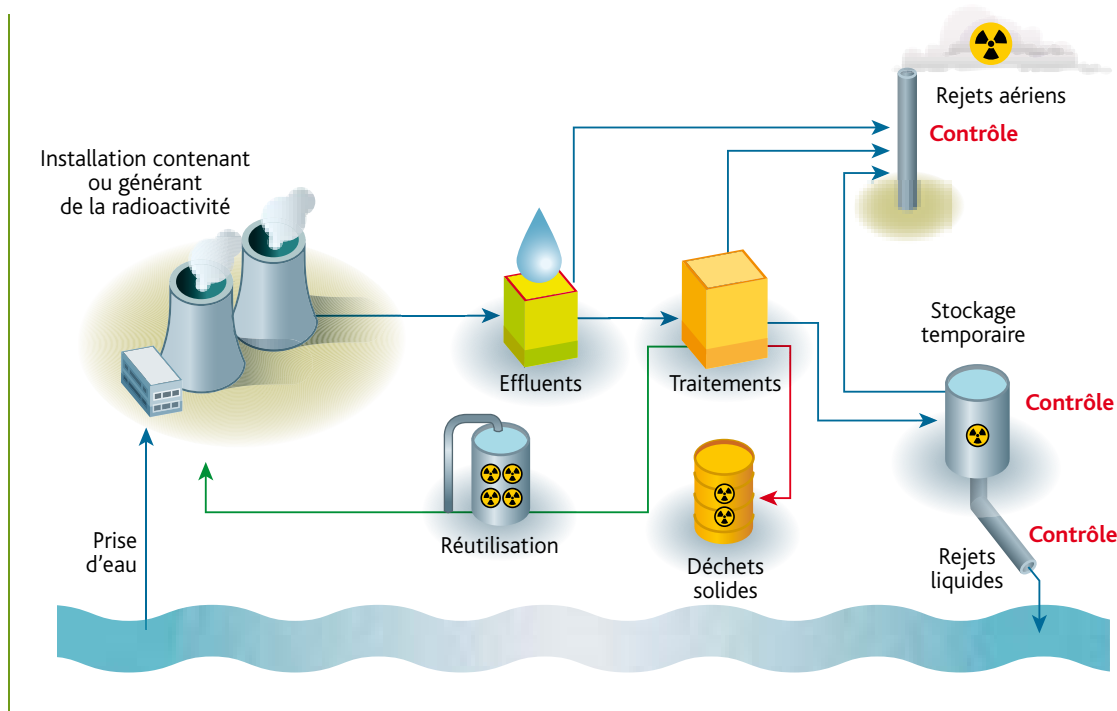 Rejets aériens
Contrôle
Installation contenant
ou générant
de la radioactivité
Stockage
temporaire
Effluents
Traitements
Contrôle
Prise
d'eau
Réutilisation
Déchets
solides
Contrôle
Rejets
liquides